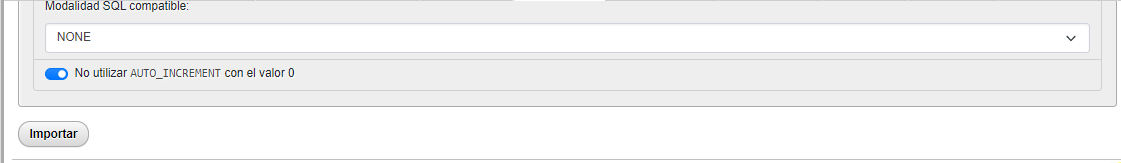 Modalidad SQL compatible:
NONE
No utilizar AUTO_INCREMENT con el valor 0
Importar